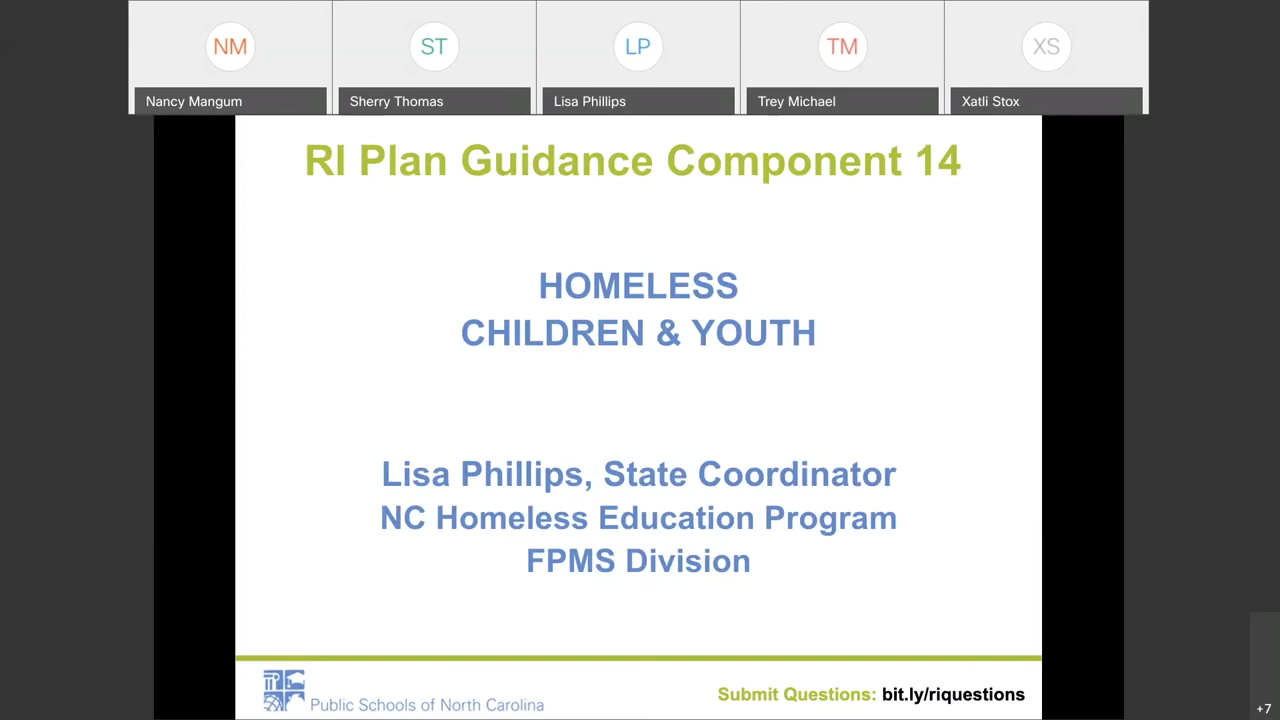 NM
ST
LP
TM
XS
Nancy Mangum
Sherry Thomas
Lisa Phillips
Trey Michael
Xatli Stox
RI Plan Guidance Component 14
HOMELESS
CHILDREN & YOUTH
Lisa Phillips, State Coordinator
NC Homeless Education Program
FPMS Division
Public Schools of North Carolina
Submit Questions: bit.ly/riquestions
+7